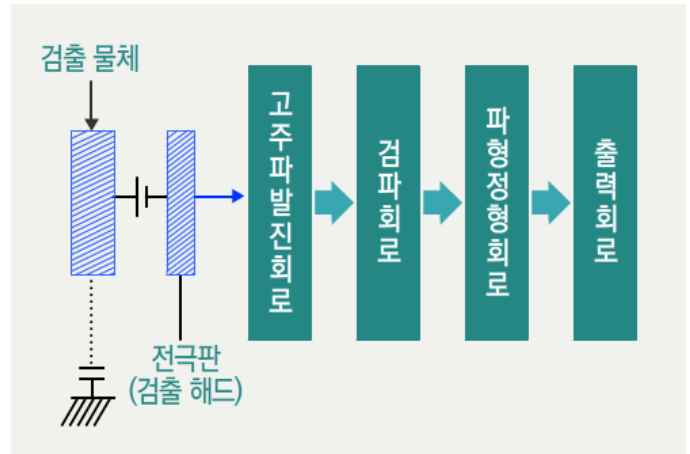 검출 물체
고주파발진회로
검파회로
파형정형회로
출력회로
전극판
(검출 해드)